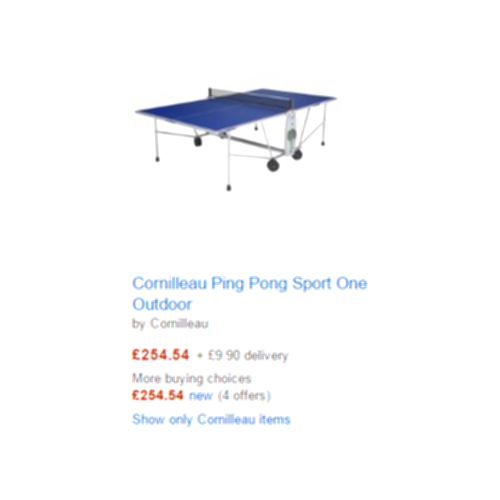 Cornilleau Ping Pong Sport One
Outdoor
by Cornilleau
£254.54 + £9.90 delivery
More buying choices
£254.54 new (4 offers)
Show only Cornilleau items